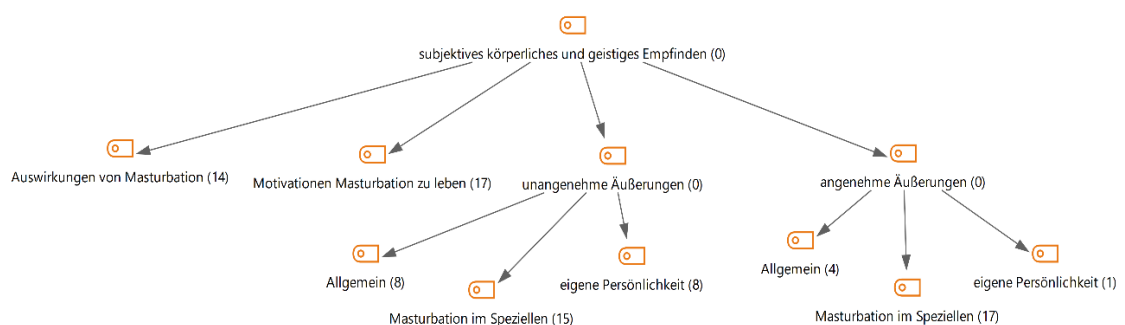 subjektives körperliches und geistiges Empfinden (0)
Auswirkungen von Masturbation (14)
Motivationen Masturbation zu leben (17)
unangenehme Äußerungen (0)
angenehme Äußerungen (0)
Allgemein (8)
Masturbation im Speziellen (15)
eigene Persönlichkeit (8)
Allgemein (4)
Masturbation im Speziellen (17)
eigene Persönlichkeit (1)